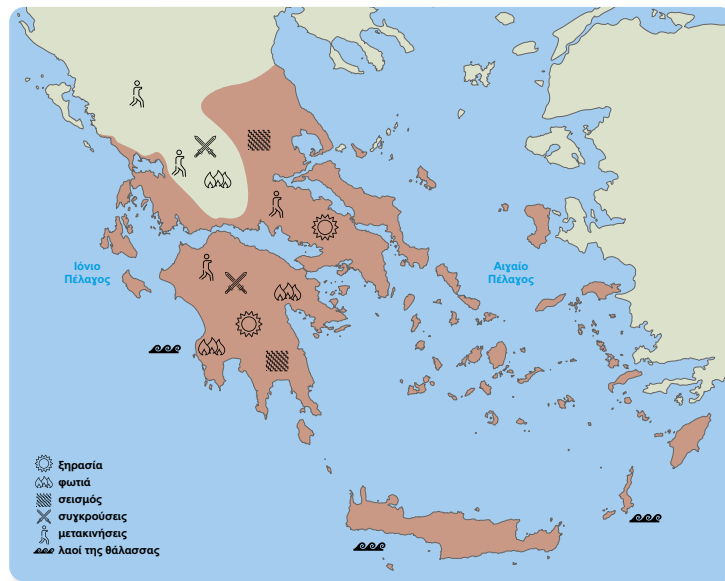 Ιόνιο
Πέλαγος
Αιγαίο
Πέλαγος
ξηρασία
φωτιά
σεισμός
συγκρούσεις
μετακινήσεις
λαοί της θάλασσας